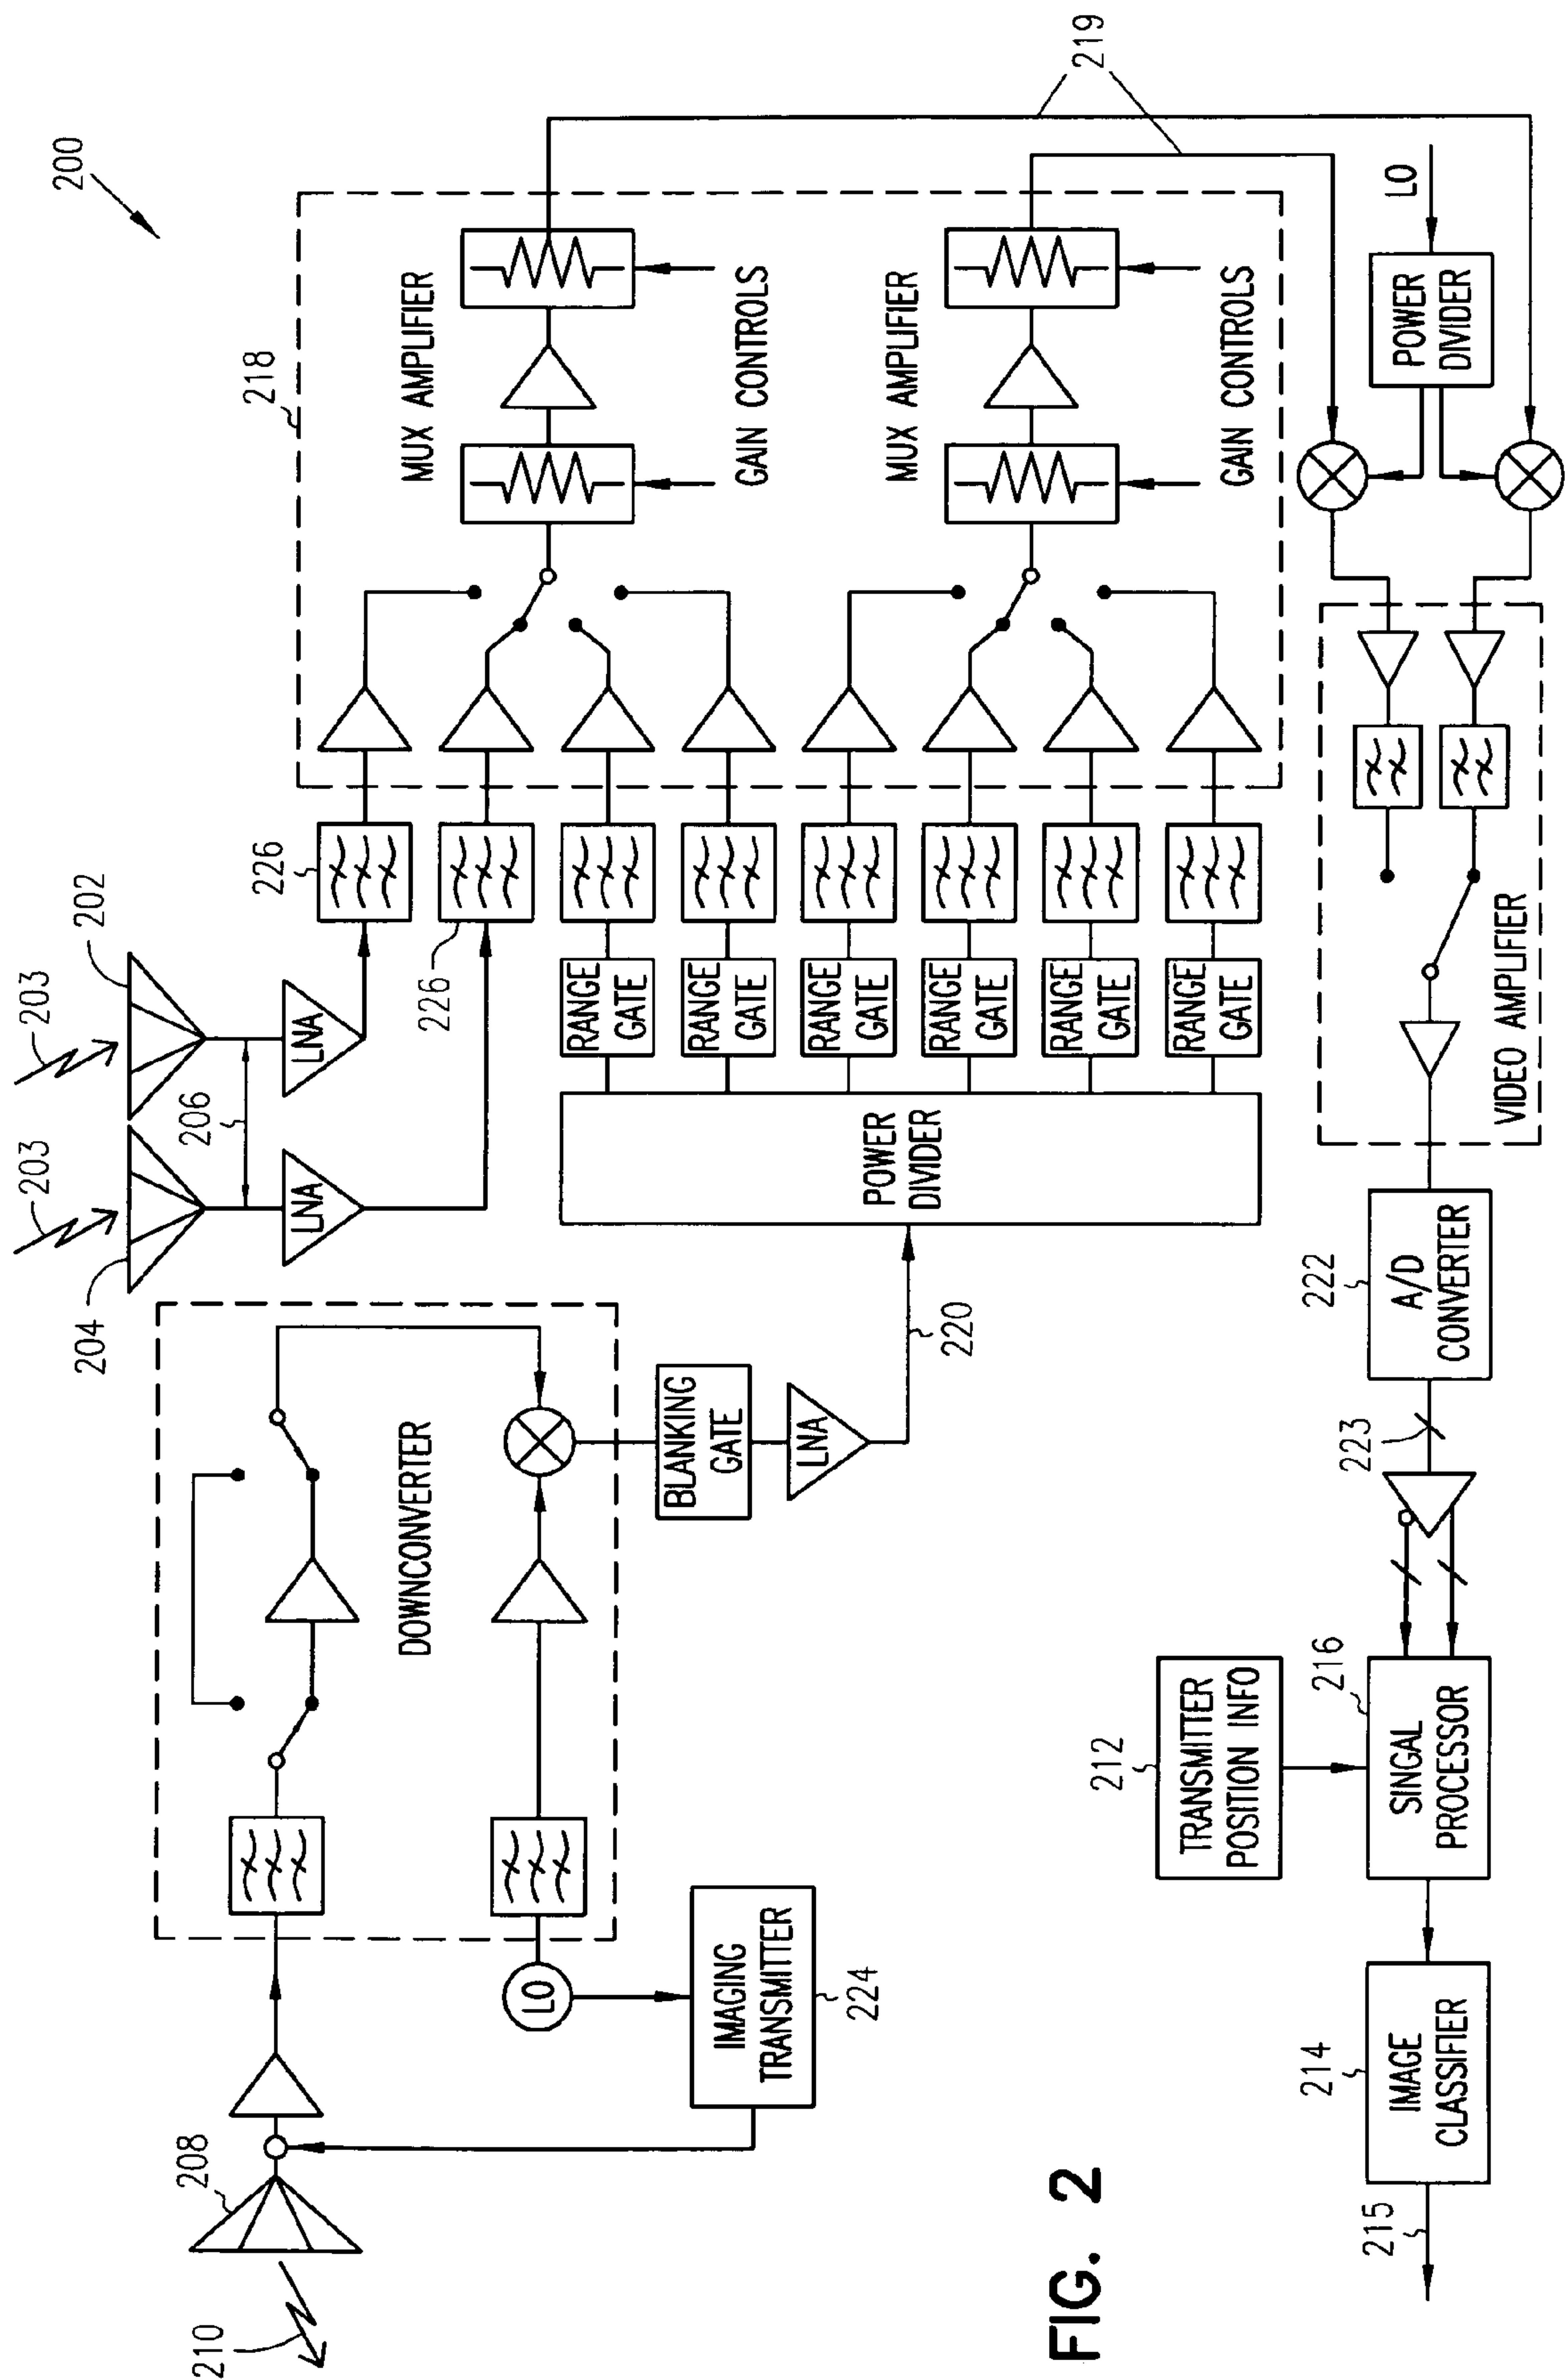 200
203
203
202
204
206
LNA
LNA
226
226
218
MUX AMPLIFIER
GAIN CONTROLS
MUX AMPLIFIER
GAIN CONTROLS
219
LO
POWER
DIVIDER
210
208
DOWNCONVERTER
LO
IMAGING
TRANSMITTER
224
BLANKING
GATE
LNA
220
POWER
DIVIDER
RANGE
GATE
RANGE
GATE
RANGE
GATE
RANGE
GATE
RANGE
GATE
RANGE
GATE
VIDEO AMPLIFIER
222
A/D
CONVERTER
223
212
TRANSMITTER
POSITION INFO
216
SINGAL
PROCESSOR
214
IMAGE
CLASSIFIER
215
FIG. 2